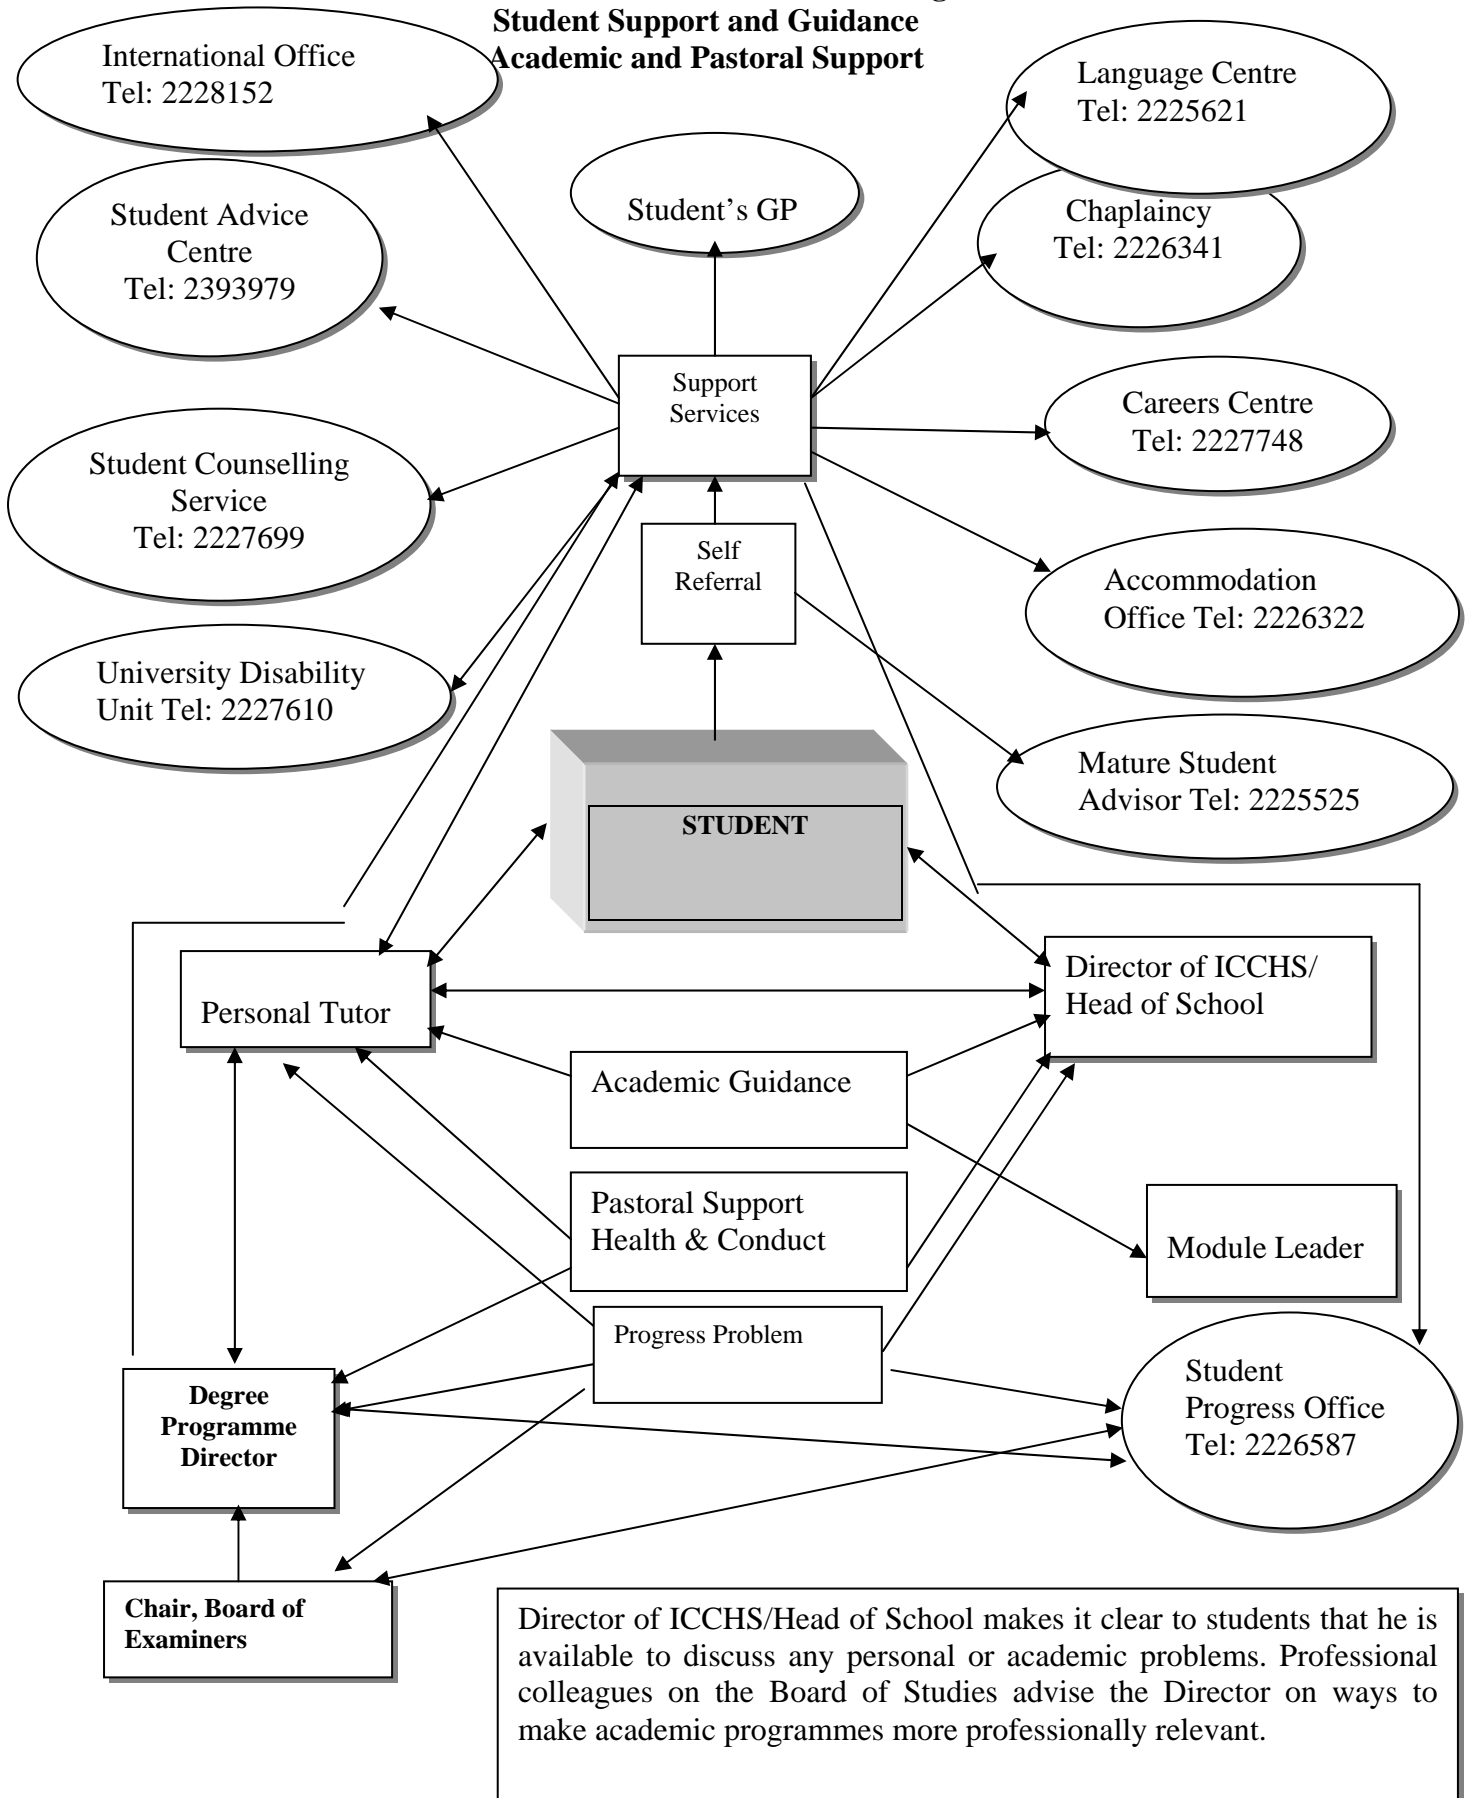 Student Support and Guidance
Academic and Pastoral Support
International Office
Tel: 2228152
Language Centre
Tel: 2225621
Student Advice
Centre
Tel: 2393979
Student's GP
Chaplaincy
Tel: 2226341
Support
Services
Careers Centre
Tel: 2227748
Student Counselling
Service
Tel: 2227699
Self
Referral
Accommodation
Office Tel: 2226322
University Disability
Unit Tel: 2227610
Mature Student
Advisor Tel: 2225525
STUDENT
Personal Tutor
Director of ICCHS/
Head of School
Academic Guidance
Pastoral Support
Health & Conduct
Module Leader
Progress Problem
Degree
Programme
Director
Student
Progress Office
Tel: 2226587
Chair, Board of
Examiners
Director of ICCHS/Head of School makes it clear to students that he is
available to discuss any personal or academic problems. Professional
colleagues on the Board of Studies advise the Director on ways to
make academic programmes more professionally relevant.